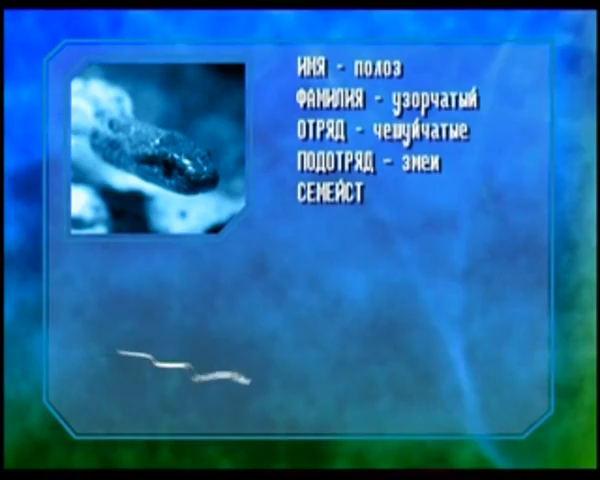 ИМЯ - полоз
ФАМИЛИЯ - узорчатый
ОТРЯД - чешуйчатые
ПОДОТРЯД - змеи
СЕМЕЙСТ